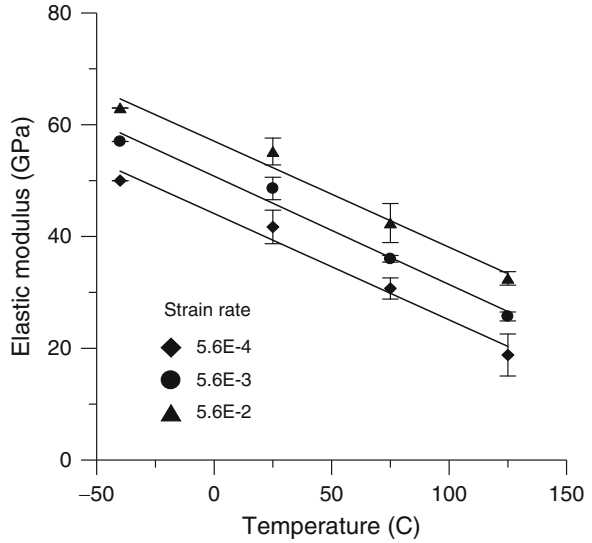 80
60
40
20
0
Elastic modulus (GPa)
Strain rate
5.6E-4
5.6E-3
5.6E-2
−50
0
50
100
150
Temperature (C)